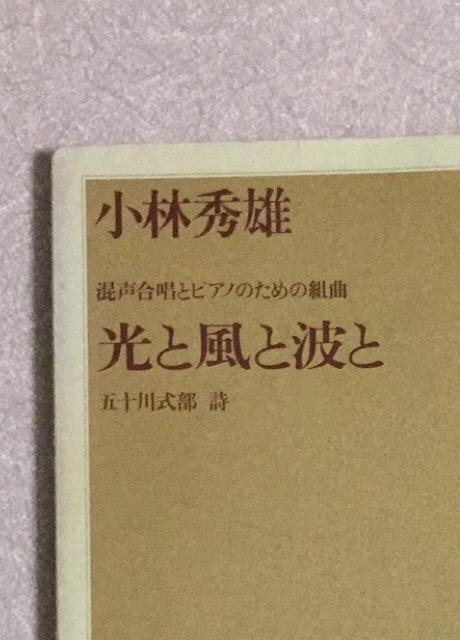 小林秀雄
混声合唱とピアノのための組曲
光と風と波と
五十川式部 詩